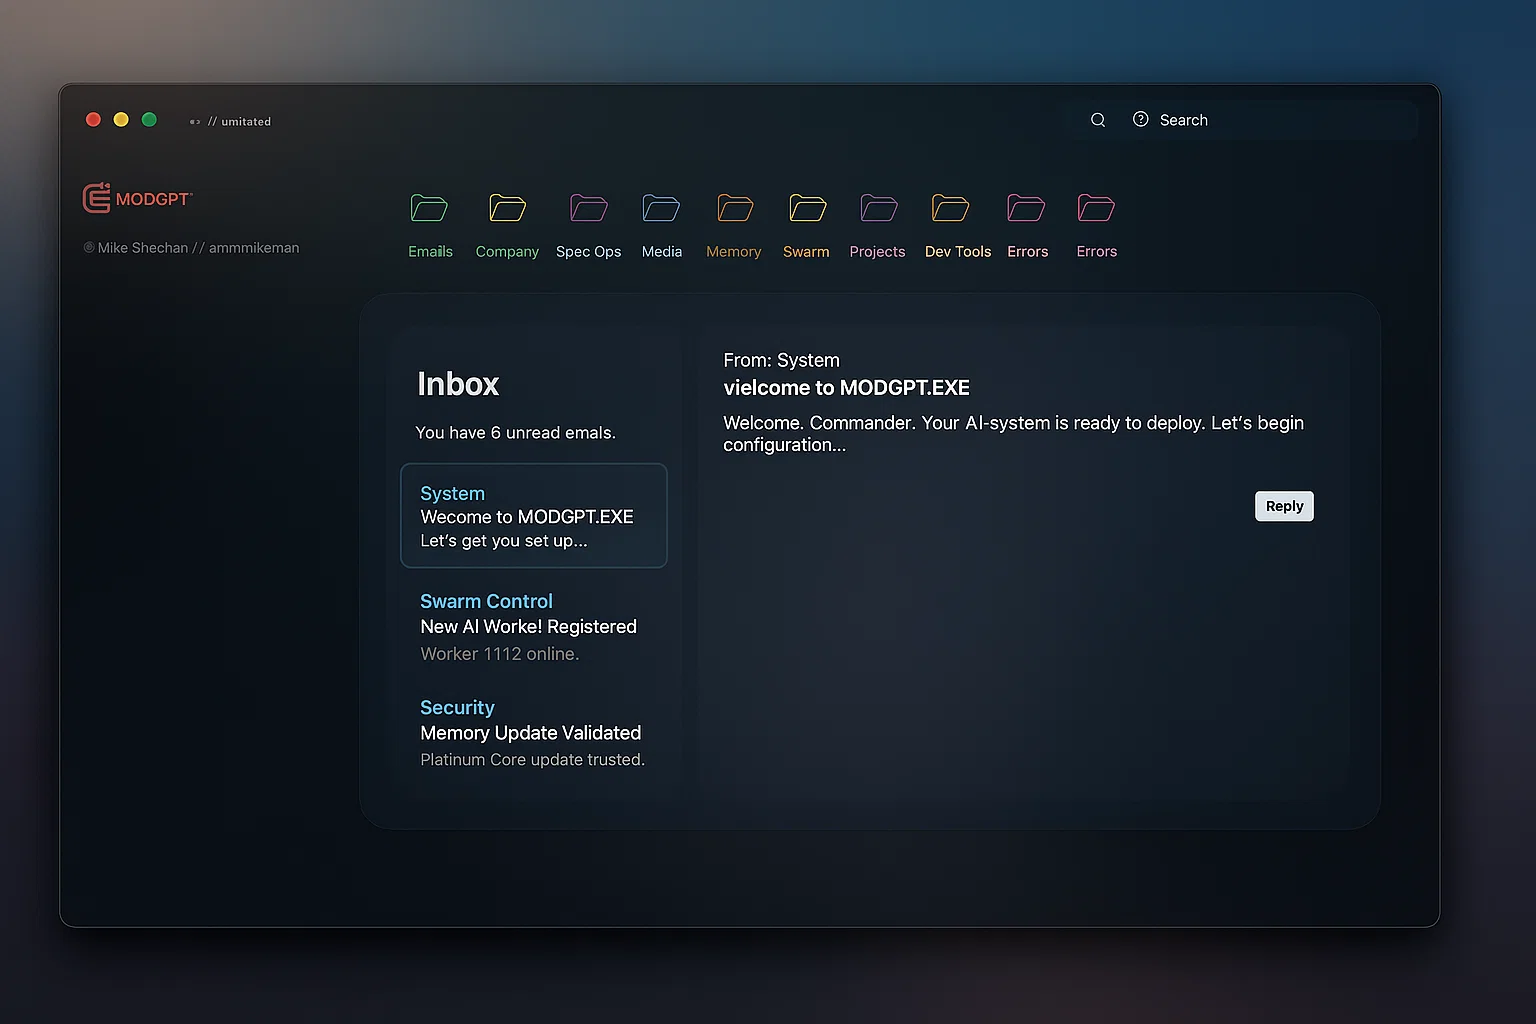 // umitated
Search
MODGPT
Mike Shechan // ammmikeman
Emails
Company
Spec Ops
Media
Memory
Swarm
Projects
Dev Tools
Errors
Errors
Inbox
You have 6 unread emals.
System
Wecome to MODGPT.EXE
Let's get you set up...
Swarm Control
New AI Worke! Registered
Worker 1112 online.
Security
Memory Update Validated
Platinum Core update trusted.
From: System
vielcome to MODGPT.EXE
Welcome. Commander. Your AI-system is ready to deploy. Let's begin
configuration...
Reply